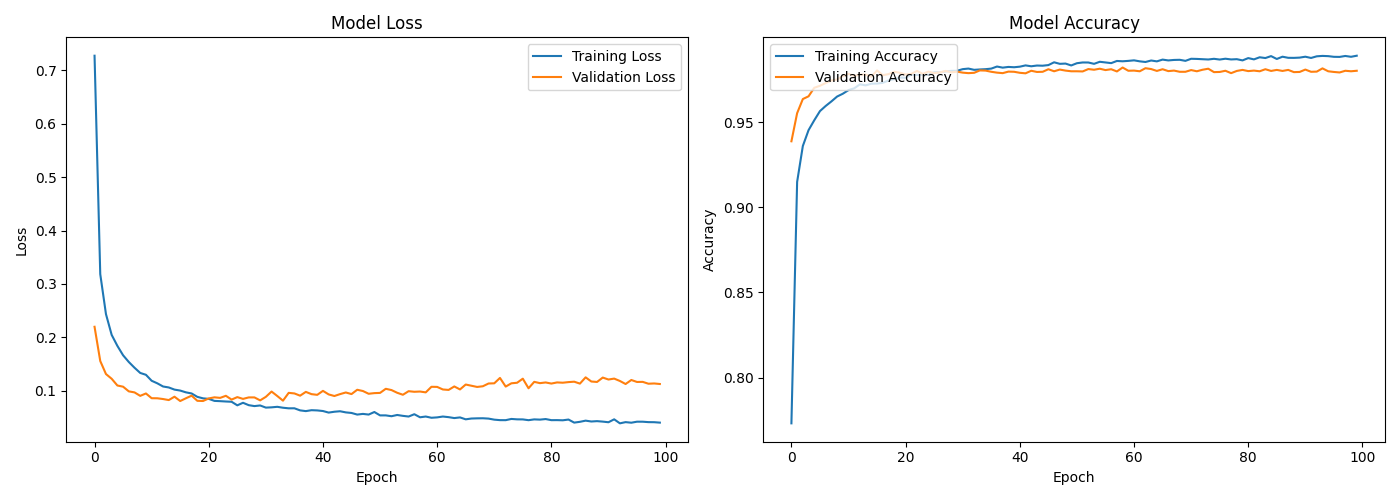 Model Loss
Training Loss
Validation Loss
0.7
0.6
0.5
0.4
0.3
0.2
0.1
Loss
0 20 40 60 80 100
Epoch
Model Accuracy
Training Accuracy
Validation Accuracy
0.95
0.90
0.85
0.80
Accuracy
0 20 40 60 80 100
Epoch